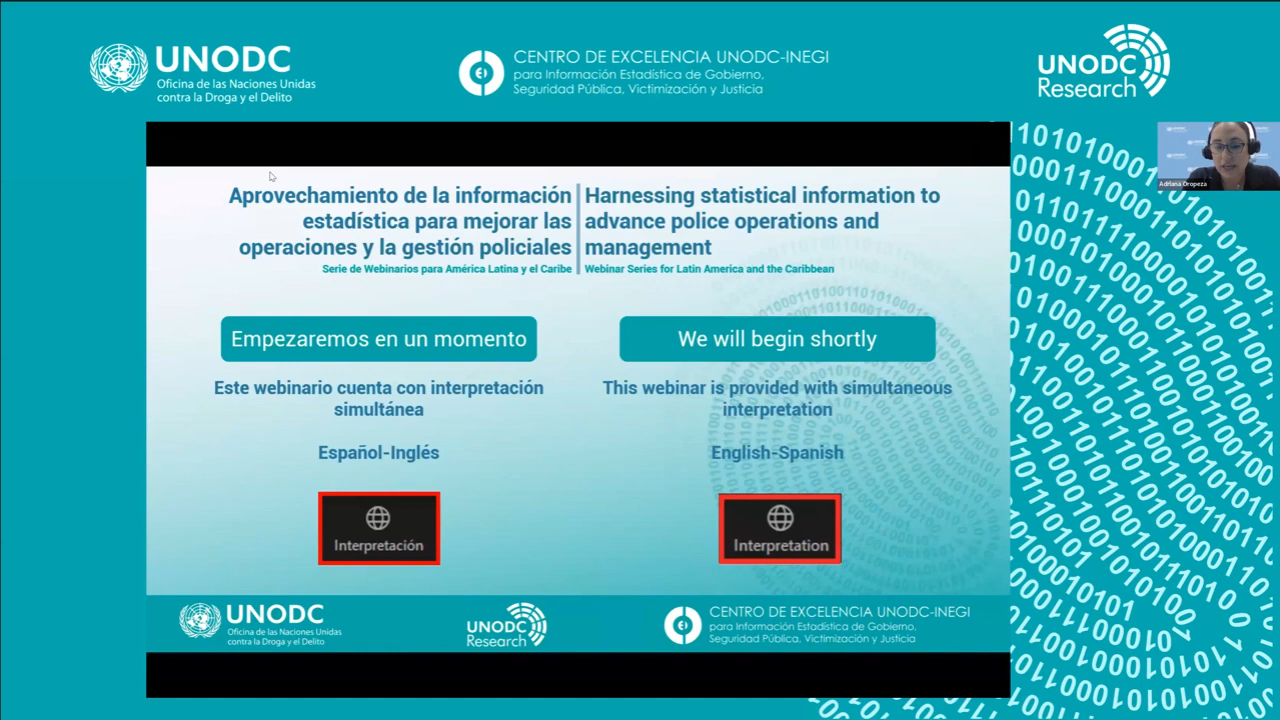 UNODC
Oficina de las Naciones Unidas
contra la Droga y el Delito
CENTRO DE EXCELENCIA UNODC-INEGI
para Información Estadística de Gobierno,
Seguridad Pública, Victimización y Justicia
UNODC
Research
Adriana Oropeza
Aprovechamiento de la información
estadística para mejorar las
operaciones y la gestión policiales
Serie de Webinarios para América Latina y el Caribe
Harnessing statistical information to
advance police operations and
management
Webinar Series for Latin America and the Caribbean
Empezaremos en un momento
Este webinario cuenta con interpretación
simultánea
Español-Inglés
Interpretación
We will begin shortly
This webinar is provided with simultaneous
interpretation
English-Spanish
Interpretation
UNODC
Oficina de las Naciones Unidas
contra la Droga y el Delito
UNODC
Research
CENTRO DE EXCELENCIA UNODC-INEGI
para Información Estadística de Gobierno,
Seguridad Pública, Victimización y Justicia